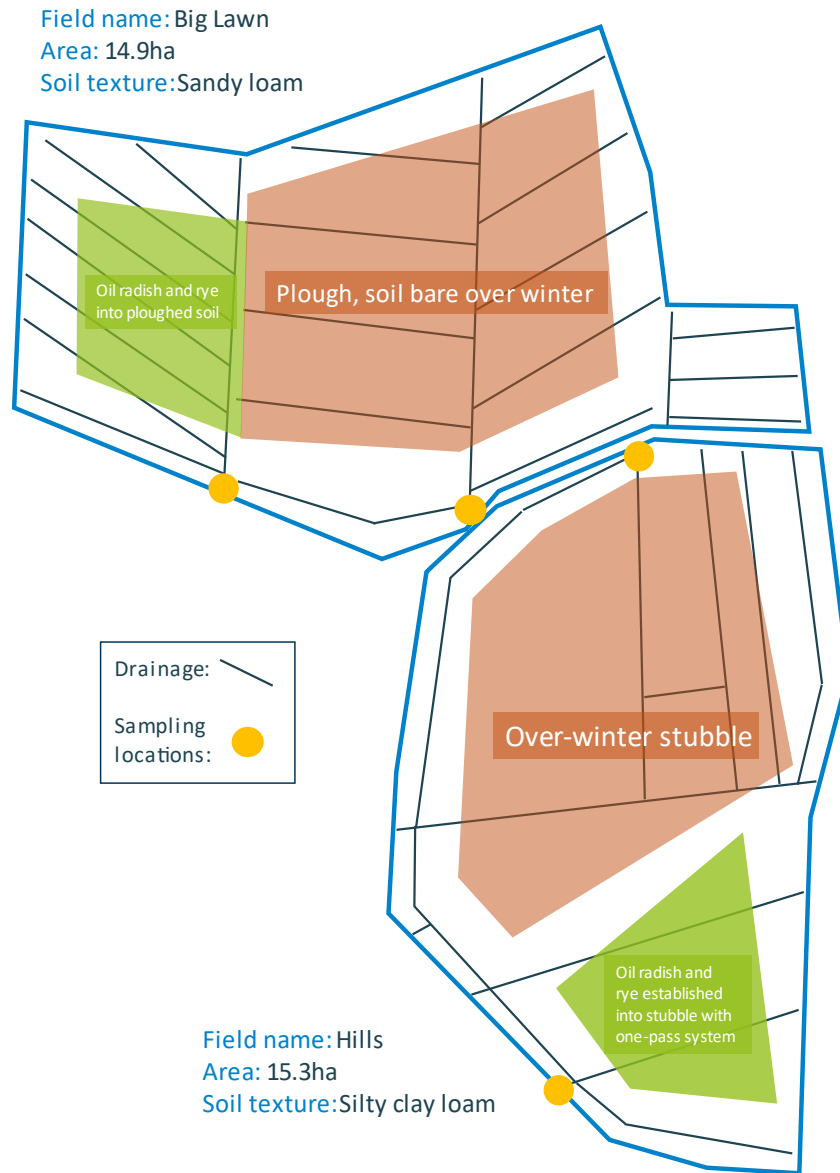 Field name: Big Lawn
Area: 14.9ha
Soil texture: Sandy loam
Oil radish and rye
into ploughed soil
Plough, soil bare over winter
Drainage:
Sampling
locations:
Over-winter stubble
Oil radish and
rye established
into stubble with
one-pass system
Field name: Hills
Area: 15.3ha
Soil texture: Silty clay loam